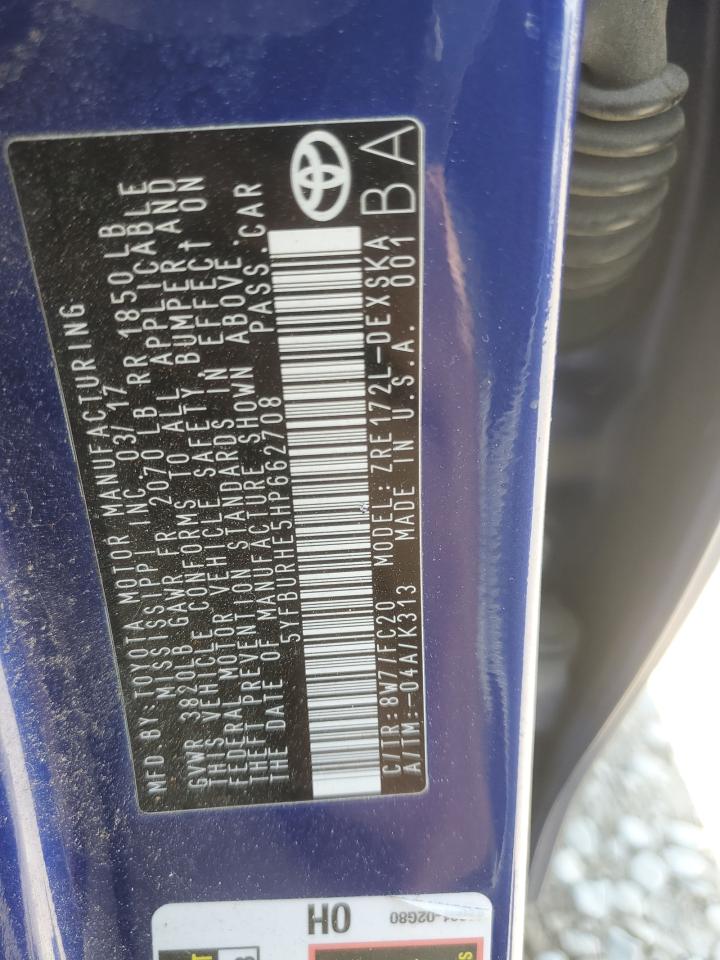 MFD.BY:TOYOTA MOTOR MANUFACTURING
MISSISSIPPI INC 03/17
GVWR 3820LB GAWR FR 2070 LB RR 1850 LB
THIS VEHICLE CONFORMS TO ALL APPLICABLE
FEDERAL MOTOR VEHICLE SAFETY BUMPER AND
THEFT PREVENTION STANDARDS IN EFFECT ON
THE DATE OF MANUFACTURE SHOWN ABOVE.
5YFBURHE5HP662708 PASS.CAR
C/TR:8W7/FC20 MODEL:ZRE172L-DEXSKA
A/TM:-04A/K313 MADE IN U.S.A. 001 BA
OH
-02G80